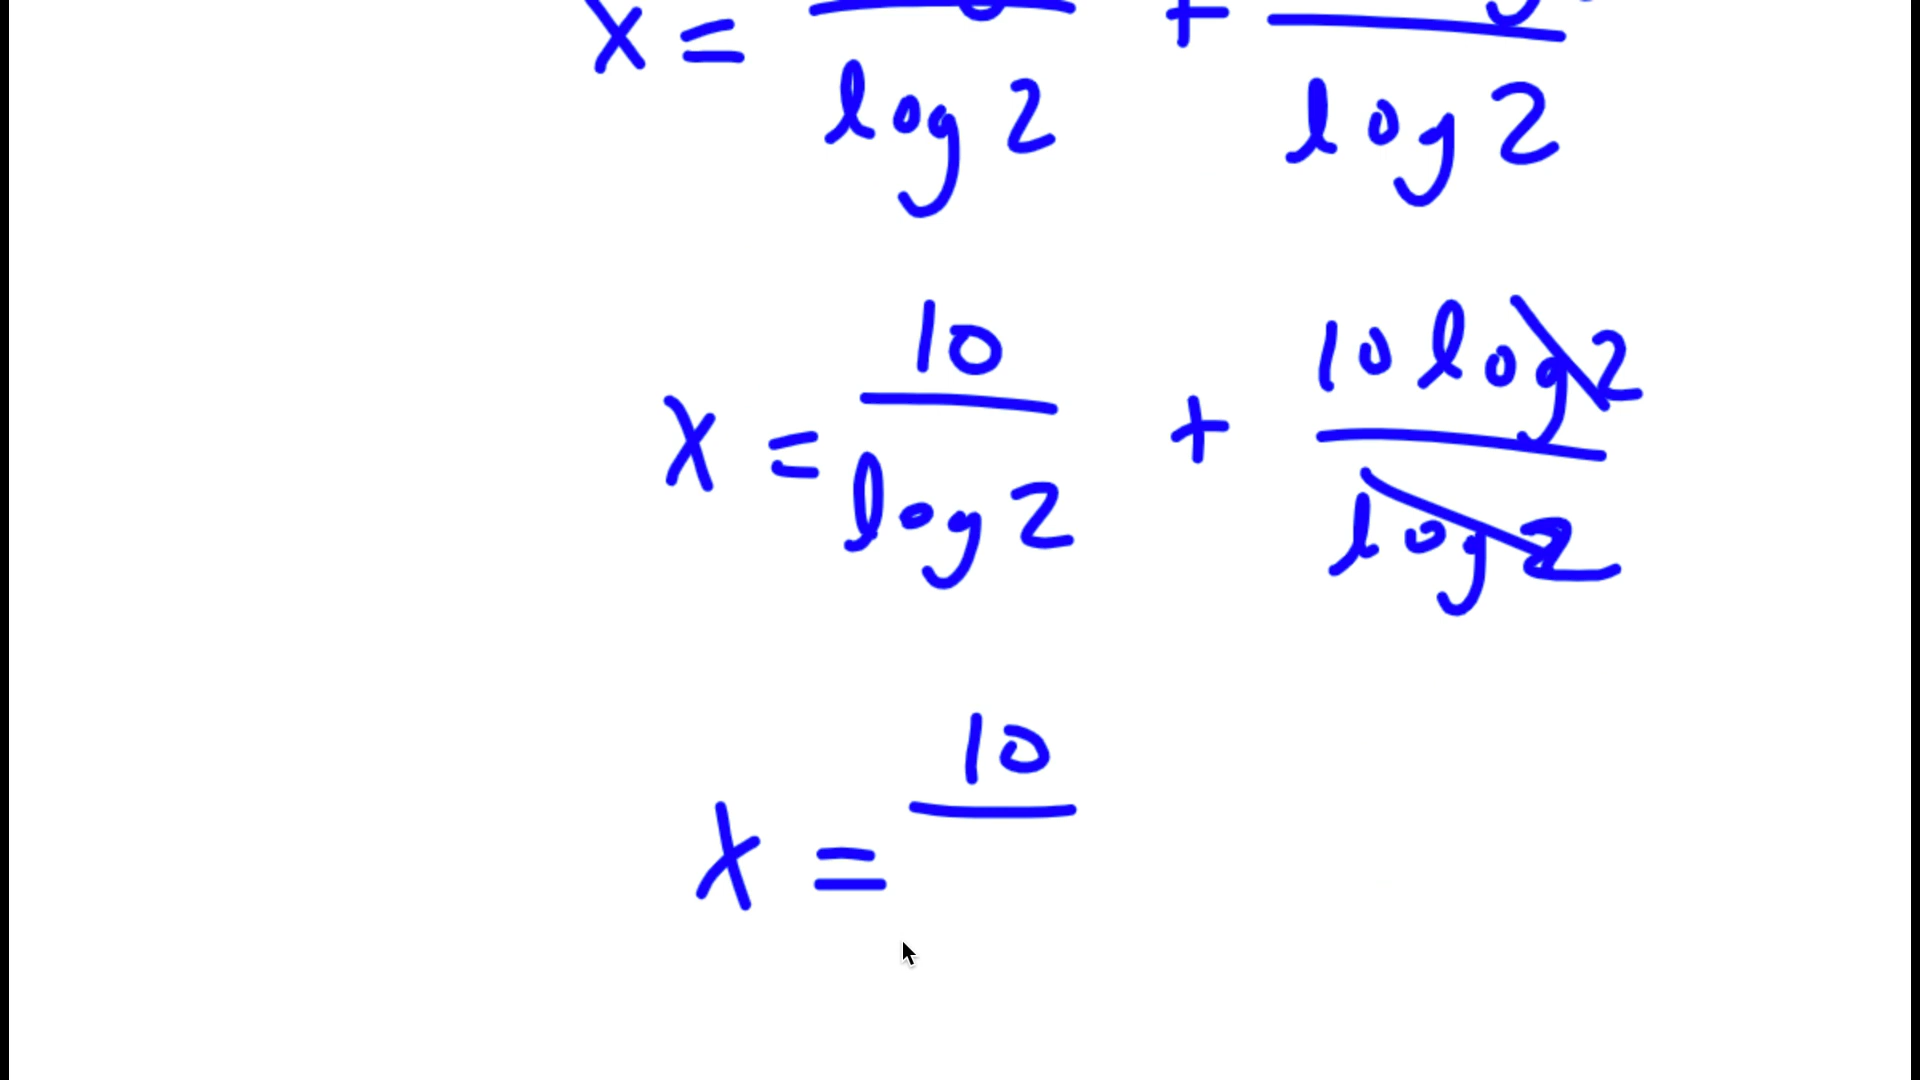 x = / log 2 + / log 2
x = 10 / log 2 + 10 log 2 / log 2
x = 10 /